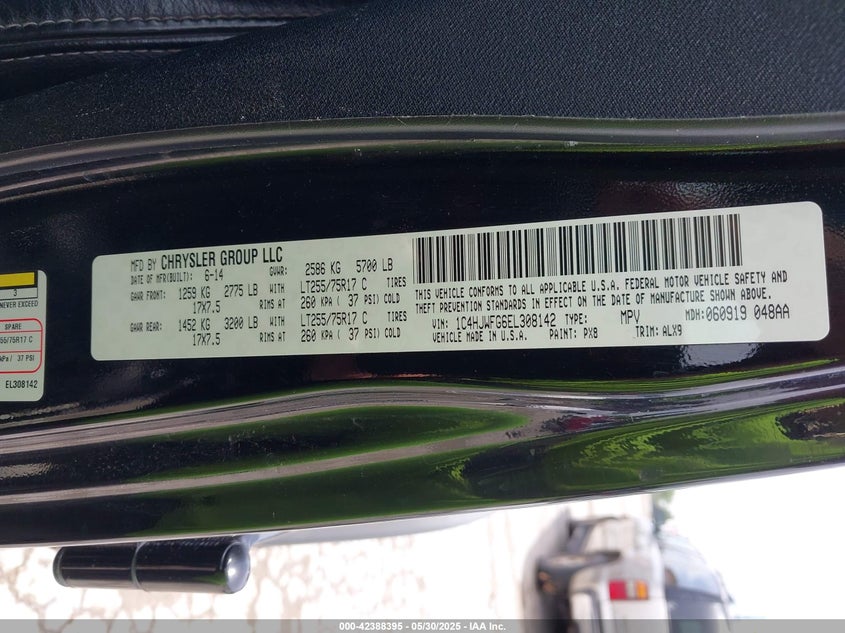 3
NEVER EXCEED
SPARE
55/75R17 C
kPa / 37 PSI
EL308142
MFD BY CHRYSLER GROUP LLC
DATE OF MFR(BUILT): 6-14 GVWR: 2586 KG 5700 LB
GAWR FRONT: 1259 KG 2775 LB WITH LT255/75R17 C TIRES
17X7.5 RIMS AT 260 KPA ( 37 PSI) COLD
GAWR REAR: 1452 KG 3200 LB WITH LT255/75R17 C TIRES
17X7.5 RIMS AT 260 KPA ( 37 PSI) COLD
THIS VEHICLE CONFORMS TO ALL APPLICABLE U.S.A. FEDERAL MOTOR VEHICLE SAFETY AND
THEFT PREVENTION STANDARDS IN EFFECT ON THE DATE OF MANUFACTURE SHOWN ABOVE.
VIN: 1C4HJWFG6EL308142 TYPE: MPV MDH: 060919 048AA
VEHICLE MADE IN U.S.A. PAINT: PX8 TRIM: ALX9
000-42388395 - 05/30/2025 - IAA Inc.